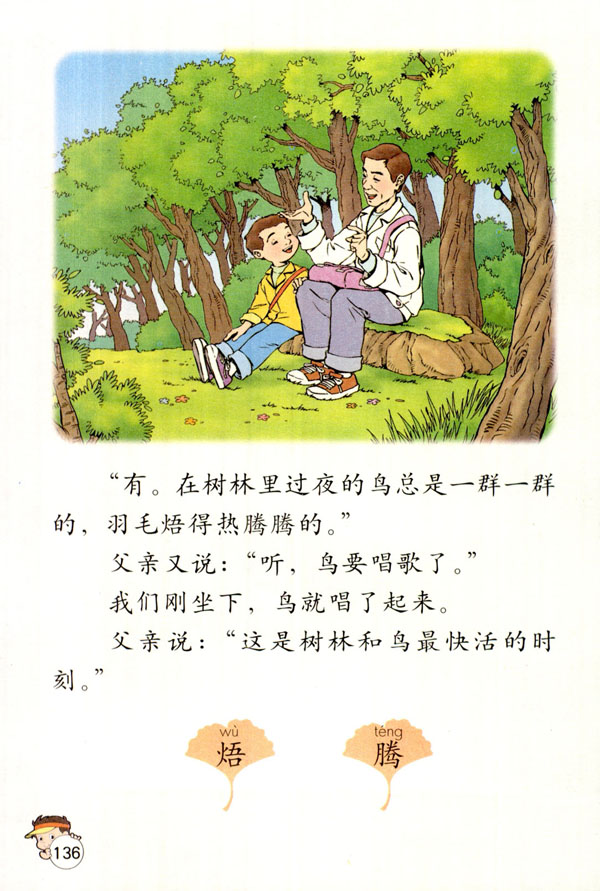 “有。在树林里过夜的鸟总是一群一群
的，羽毛焐得热腾腾的。”
父亲又说：“听，鸟要唱歌了。”
我们刚坐下，鸟就唱了起来。
父亲说：“这是树林和鸟最快活的时
刻。”
wù téng
焐 腾
136